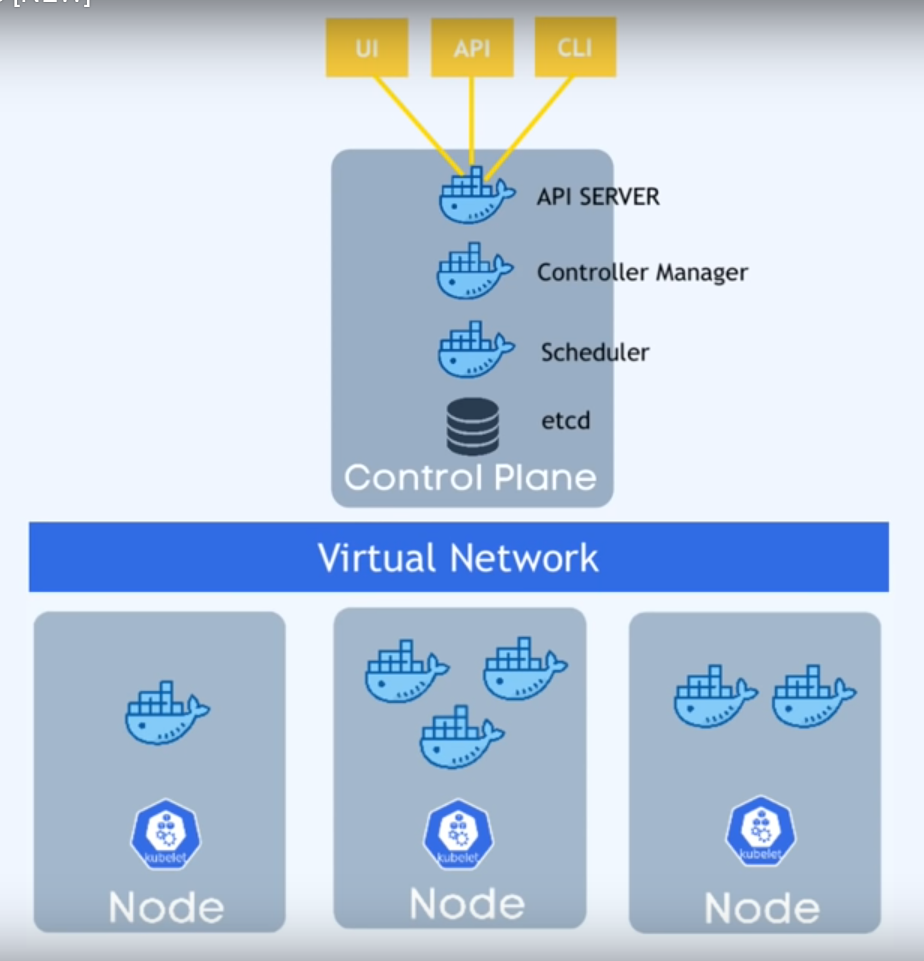 UI
API
CLI
API SERVER
Controller Manager
Scheduler
etcd
Control Plane
Virtual Network
kubelet
kubelet
kubelet
Node
Node
Node